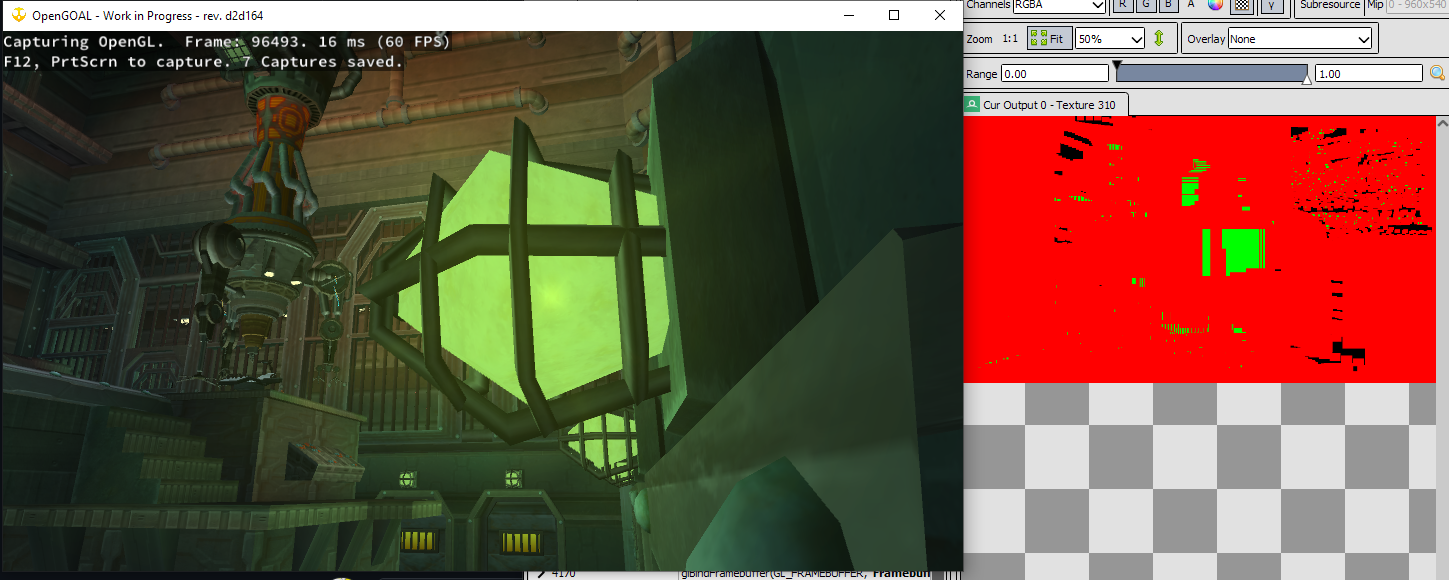 OpenGOAL - Work in Progress - rev. d2d164
Capturing OpenGL. Frame: 96493. 16 ms (60 FPS)
F12, PrtScrn to capture. 7 Captures saved.
Channels RGBA R G B A γ Subresource Mip 0 - 960x540
Zoom 1:1 Fit 50% Overlay None
Range 0.00 1.00
Cur Output 0 - Texture 310
4170 glBindFramebuffer(GL_FRAMEBUFFER, Framebuf